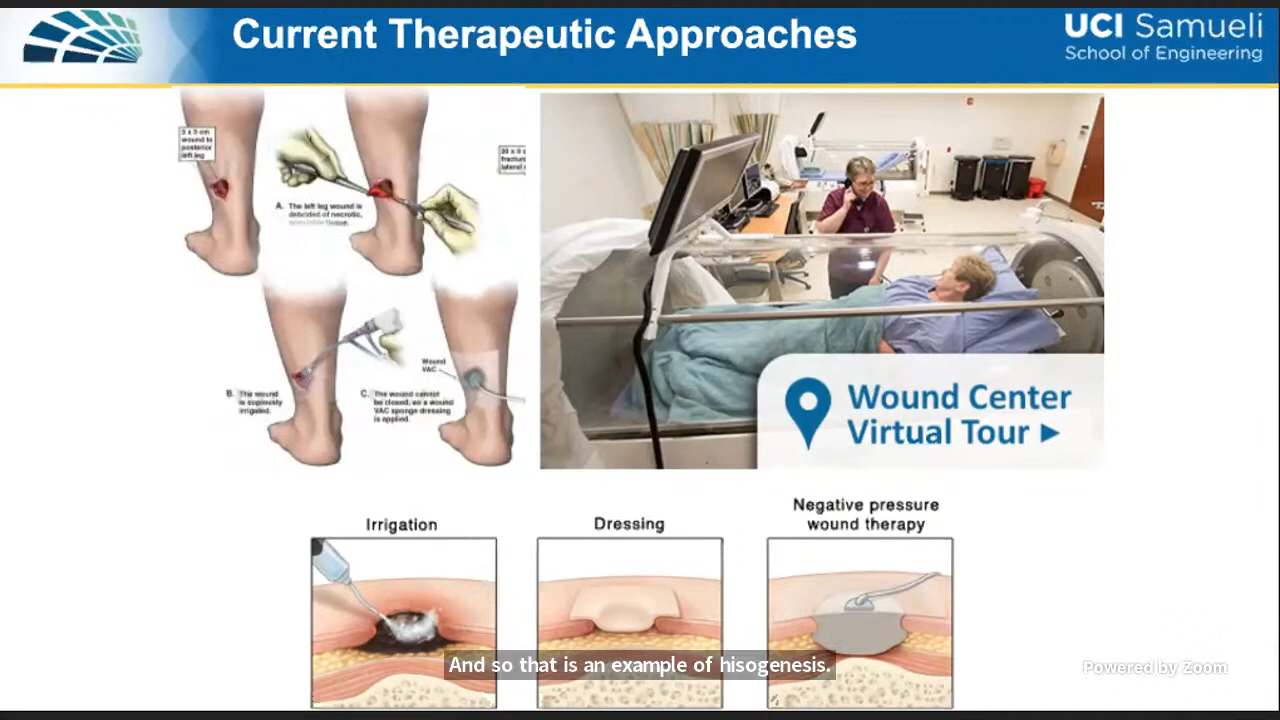 Current Therapeutic Approaches
UCI Samueli
School of Engineering
3 x 5 cm
wound to
posterior
left leg
A. The left leg wound is
debrided of necrotic,
tissue.
B. The wound
is copiously
irrigated.
Wound
VAC
C. The wound cannot
be closed, so a wound
VAC sponge dressing
is applied.
Wound Center
Virtual Tour
Irrigation
Dressing
Negative pressure
wound therapy
And so that is an example of hisogenesis.
Powered by Zoom